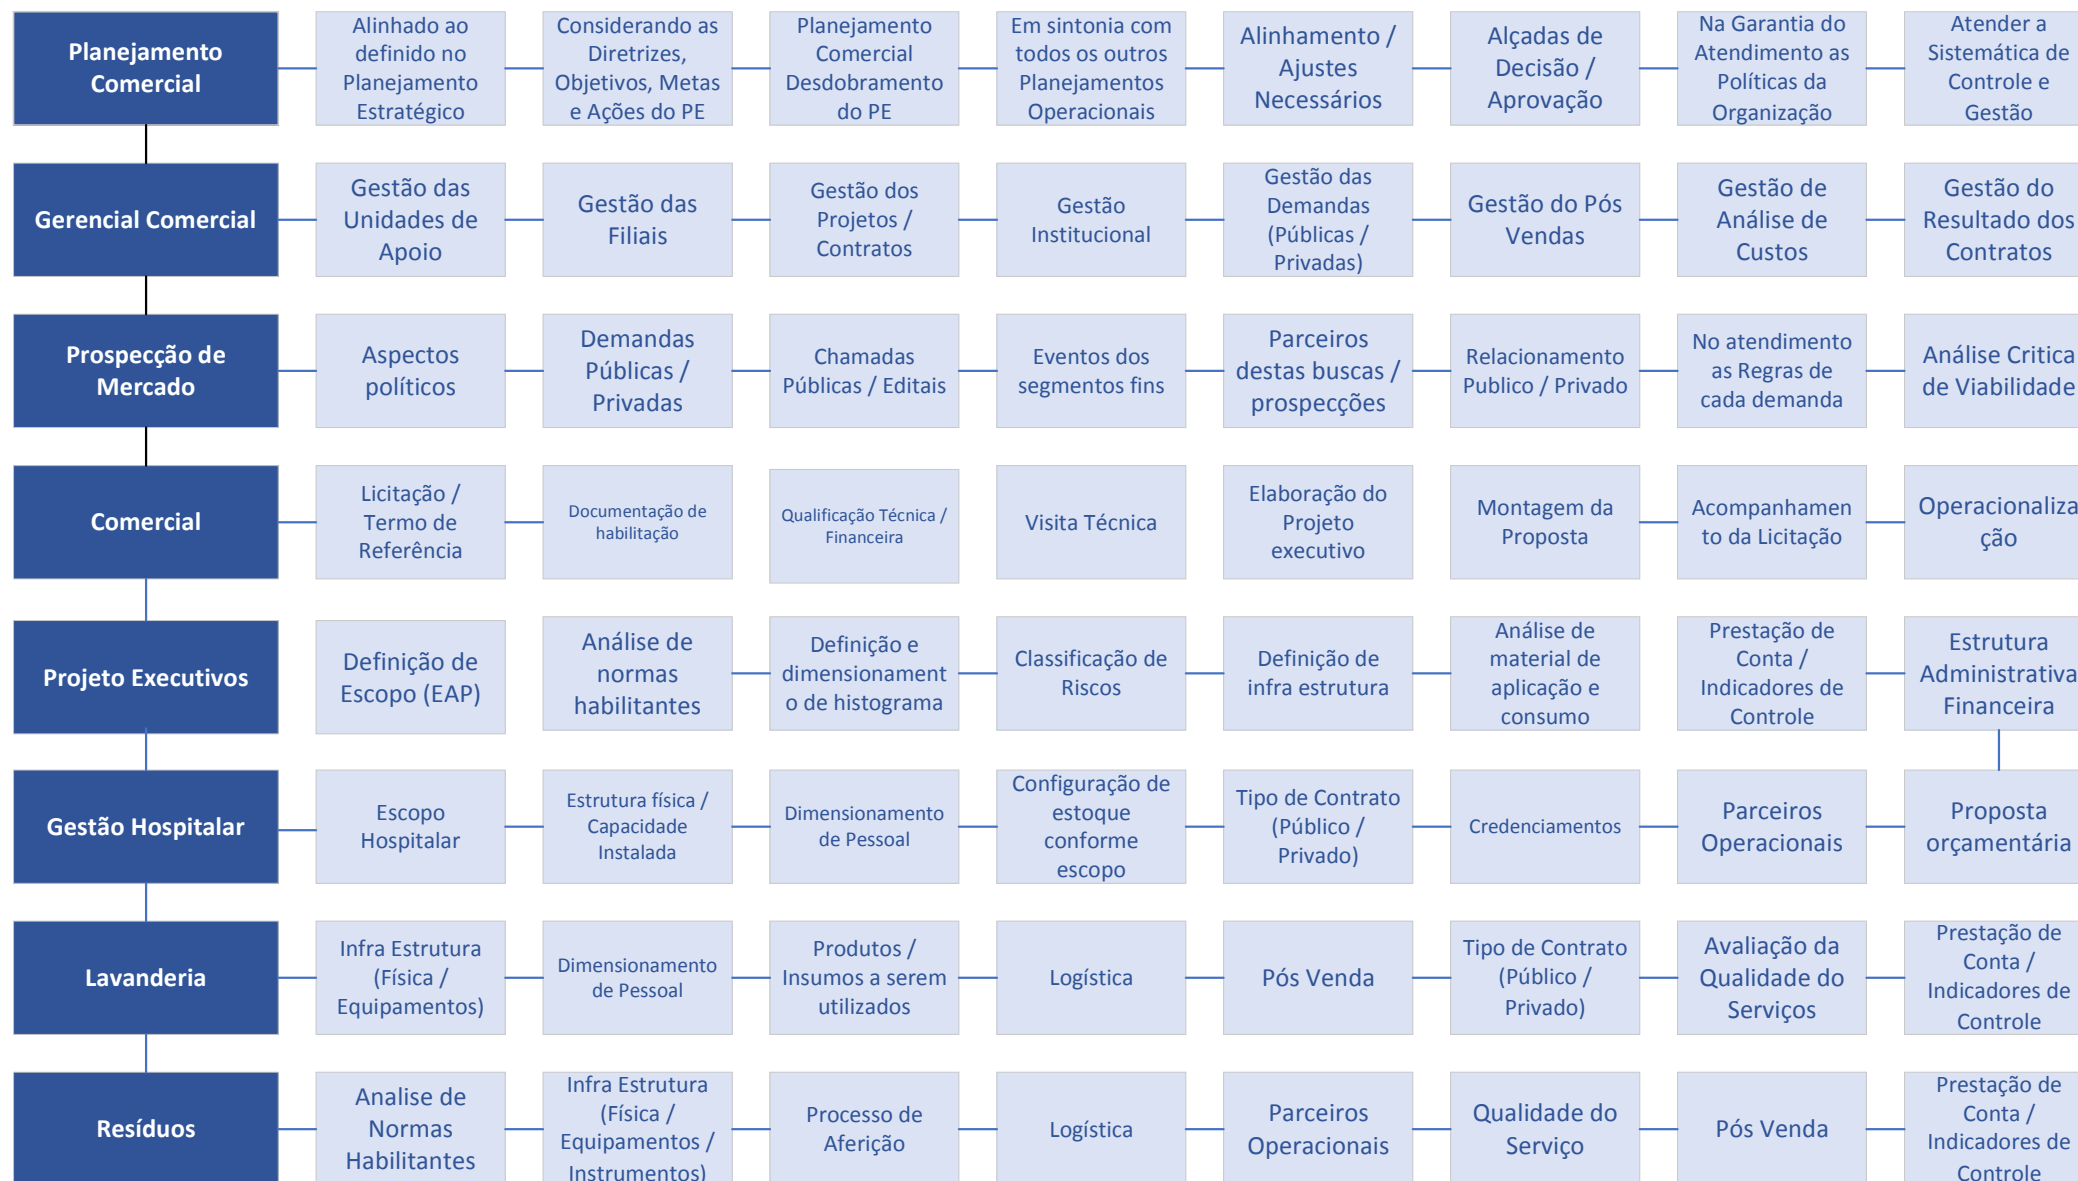 Planejamento
Comercial
Alinhado ao
definido no
Planejamento
Estratégico
Considerando as
Diretrizes,
Objetivos, Metas
e Ações do PE
Planejamento
Comercial
Desdobramento
do PE
Em sintonia com
todos os outros
Planejamentos
Operacionais
Alinhamento /
Ajustes
Necessários
Alçadas de
Decisão /
Aprovação
Na Garantia do
Atendimento as
Políticas da
Organização
Atender a
Sistemática de
Controle e
Gestão
Gerencial Comercial
Gestão das
Unidades de
Apoio
Gestão das
Filiais
Gestão dos
Projetos /
Contratos
Gestão
Institucional
Gestão das
Demandas
(Públicas /
Privadas)
Gestão do Pós
Vendas
Gestão de
Análise de
Custos
Gestão do
Resultado dos
Contratos
Prospecção de
Mercado
Aspectos
políticos
Demandas
Públicas /
Privadas
Chamadas
Públicas / Editais
Eventos dos
segmentos fins
Parceiros
destas buscas /
prospecções
Relacionamento
Publico / Privado
No atendimento
as Regras de
cada demanda
Análise Critica
de Viabilidade
Comercial
Licitação /
Termo de
Referência
Documentação de
habilitação
Qualificação Técnica /
Financeira
Visita Técnica
Elaboração do
Projeto
executivo
Montagem da
Proposta
Acompanhamen
to da Licitação
Operacionaliza
ção
Projeto Executivos
Definição de
Escopo (EAP)
Análise de
normas
habilitantes
Definição e
dimensionament
o de histograma
Classificação de
Riscos
Definição de
infra estrutura
Análise de
material de
aplicação e
consumo
Prestação de
Conta /
Indicadores de
Controle
Estrutura
Administrativa
Financeira
Gestão Hospitalar
Escopo
Hospitalar
Estrutura física /
Capacidade
Instalada
Dimensionamento
de Pessoal
Configuração de
estoque
conforme
escopo
Tipo de Contrato
(Público /
Privado)
Credenciamentos
Parceiros
Operacionais
Proposta
orçamentária
Lavanderia
Infra Estrutura
(Física /
Equipamentos)
Dimensionamento
de Pessoal
Produtos /
Insumos a serem
utilizados
Logística
Pós Venda
Tipo de Contrato
(Público /
Privado)
Avaliação da
Qualidade do
Serviços
Prestação de
Conta /
Indicadores de
Controle
Resíduos
Analise de
Normas
Habilitantes
Infra Estrutura
(Física /
Equipamentos /
Instrumentos)
Processo de
Aferição
Logística
Parceiros
Operacionais
Qualidade do
Serviço
Pós Venda
Prestação de
Conta /
Indicadores de
Controle